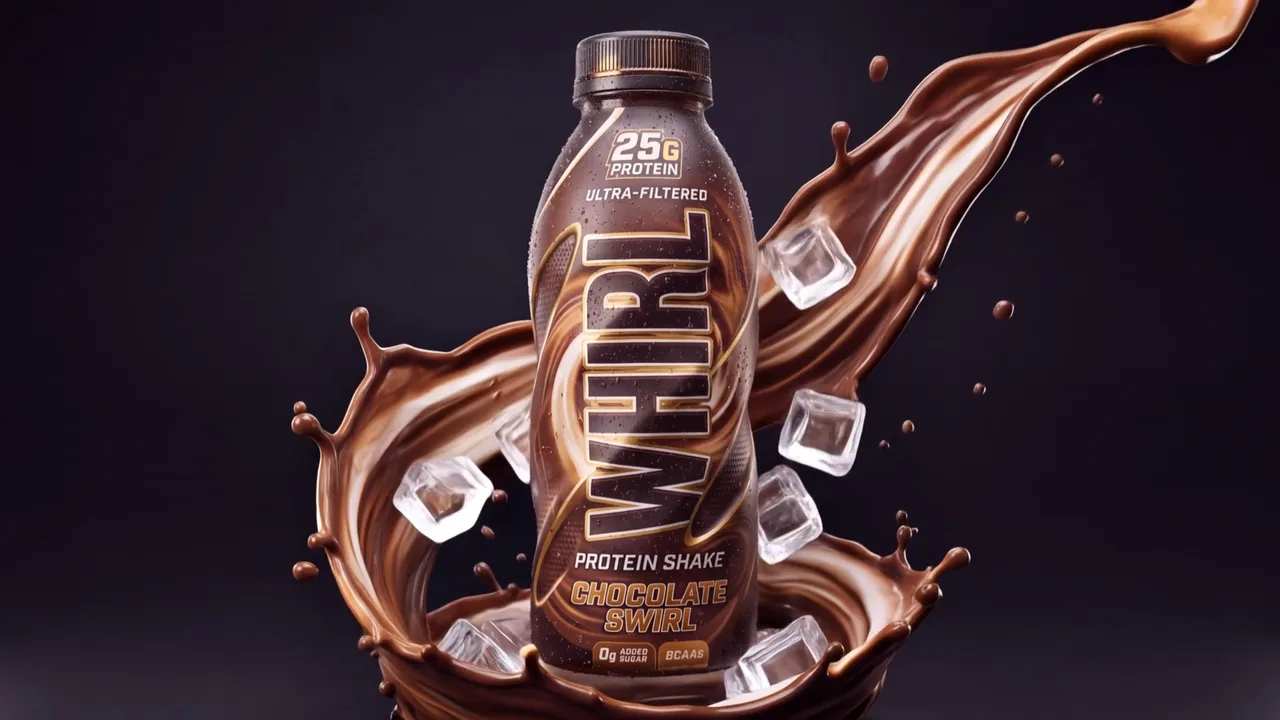 25G
PROTEIN
ULTRA-FILTERED
WHIRL
PROTEIN SHAKE
CHOCOLATE
SWIRL
0g ADDED SUGAR
BCAAs